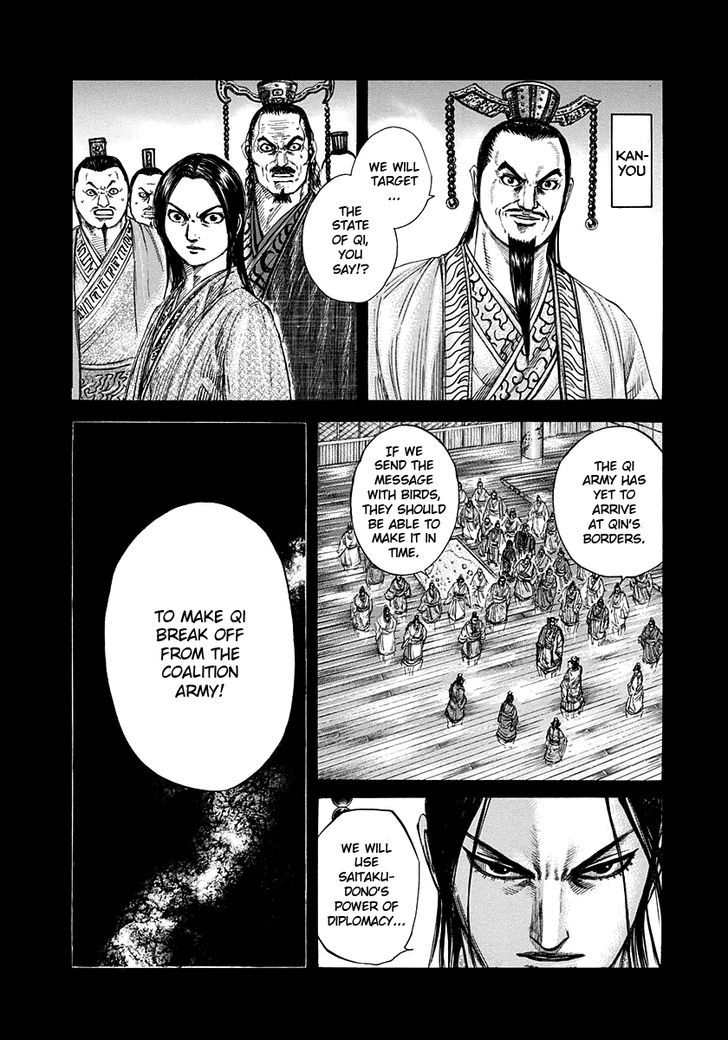 KAN-
YOU
WE WILL
TARGET
...
THE
STATE
OF QI,
YOU
SAY!?
THE QI
ARMY HAS
YET TO
ARRIVE
AT QIN'S
BORDERS.
IF WE
SEND THE
MESSAGE
WITH BIRDS,
THEY SHOULD
BE ABLE TO
MAKE IT IN
TIME.
WE WILL
USE
SAITAKU-
DONO'S
POWER OF
DIPLOMACY...
TO MAKE QI
BREAK OFF
FROM THE
COALITION
ARMY!